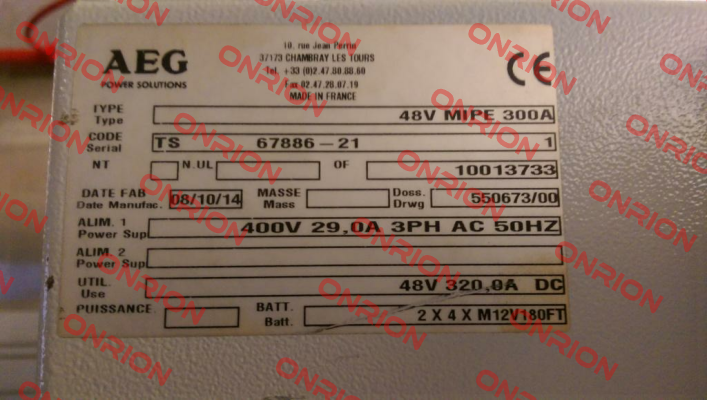 AEG
POWER SOLUTIONS
10, rue Jean Perrin
37173 CHAMBRAY LES TOURS
Tel. +33 (0)2.47.80.80.60
Fax 02.47.28.07.19
MADE IN FRANCE
CE
TYPE
Type
48V MIPE 300A
CODE
Serial
TS 67886-21 1
NT N.UL OF 10013733
DATE FAB
Date Manufac.
08/10/14
MASSE
Mass
Doss.
Drwg
550673/00
ALIM. 1
Power Sup
400V 29,0A 3PH AC 50HZ
ALIM. 2
Power Sup
UTIL.
Use
48V 320,0A DC
PUISSANCE
BATT.
Batt.
2 X 4 X M12V180FT
ONRION